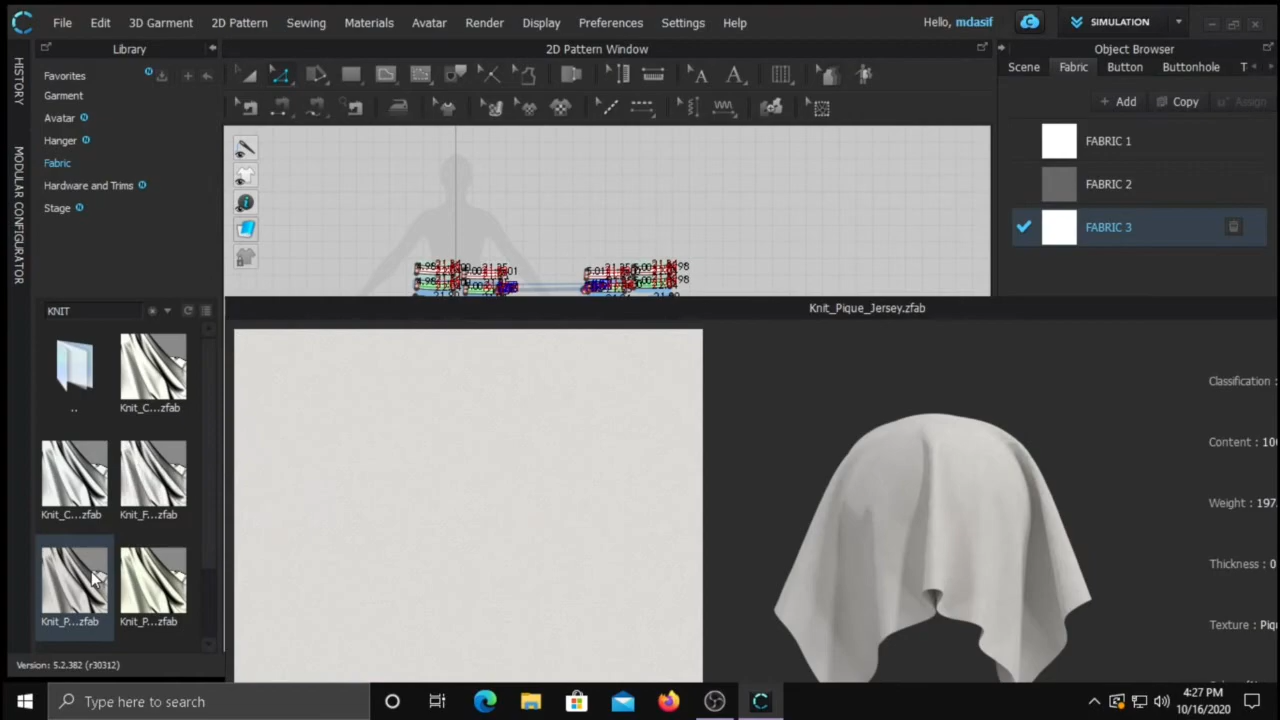 File Edit 3D Garment 2D Pattern Sewing Materials Avatar Render Display Preferences Settings Help Hello, mdasif SIMULATION
Library 2D Pattern Window Object Browser
HISTORY
MODULAR CONFIGURATOR
Favorites
Garment
Avatar
Hanger
Fabric
Hardware and Trims
Stage
Scene Fabric Button Buttonhole T
Add Copy Assign
FABRIC 1
FABRIC 2
FABRIC 3
KNIT
..
Knit_C...zfab
Knit_C...zfab
Knit_F...zfab
Knit_P...zfab
Knit_P...zfab
Knit_Pique_Jersey.zfab
Classification :
Content : 10
Weight : 197
Thickness : 0
Texture : Piq
Version: 5.2.382 (r30312)
Type here to search
4:27 PM
10/16/2020